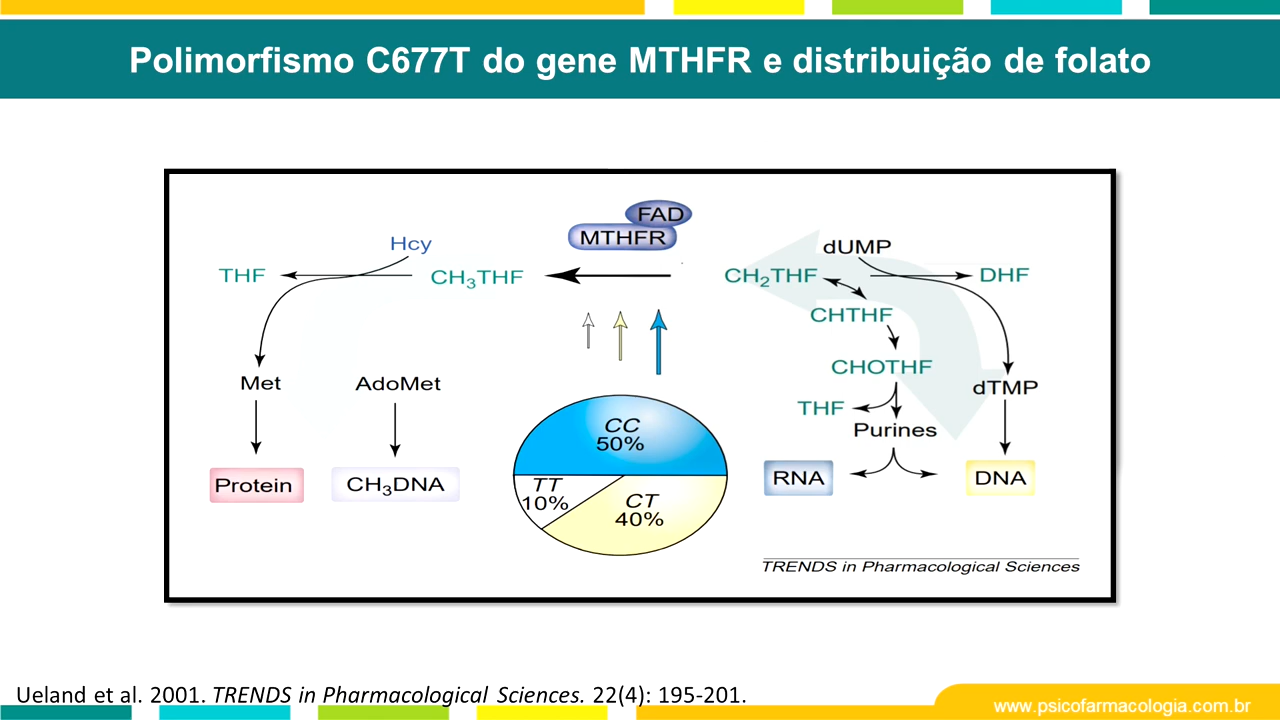 Polimorfismo C677T do gene MTHFR e distribuição de folato
FAD
MTHFR
Hcy
THF
CH₃THF
CH₂THF
dUMP
DHF
CHTHF
CHOTHF
THF
Purines
dTMP
Met
AdoMet
Protein
CH₃DNA
CC
50%
TT
10%
CT
40%
RNA
DNA
TRENDS in Pharmacological Sciences
Ueland et al. 2001. TRENDS in Pharmacological Sciences. 22(4): 195-201.
www.psicofarmacologia.com.br